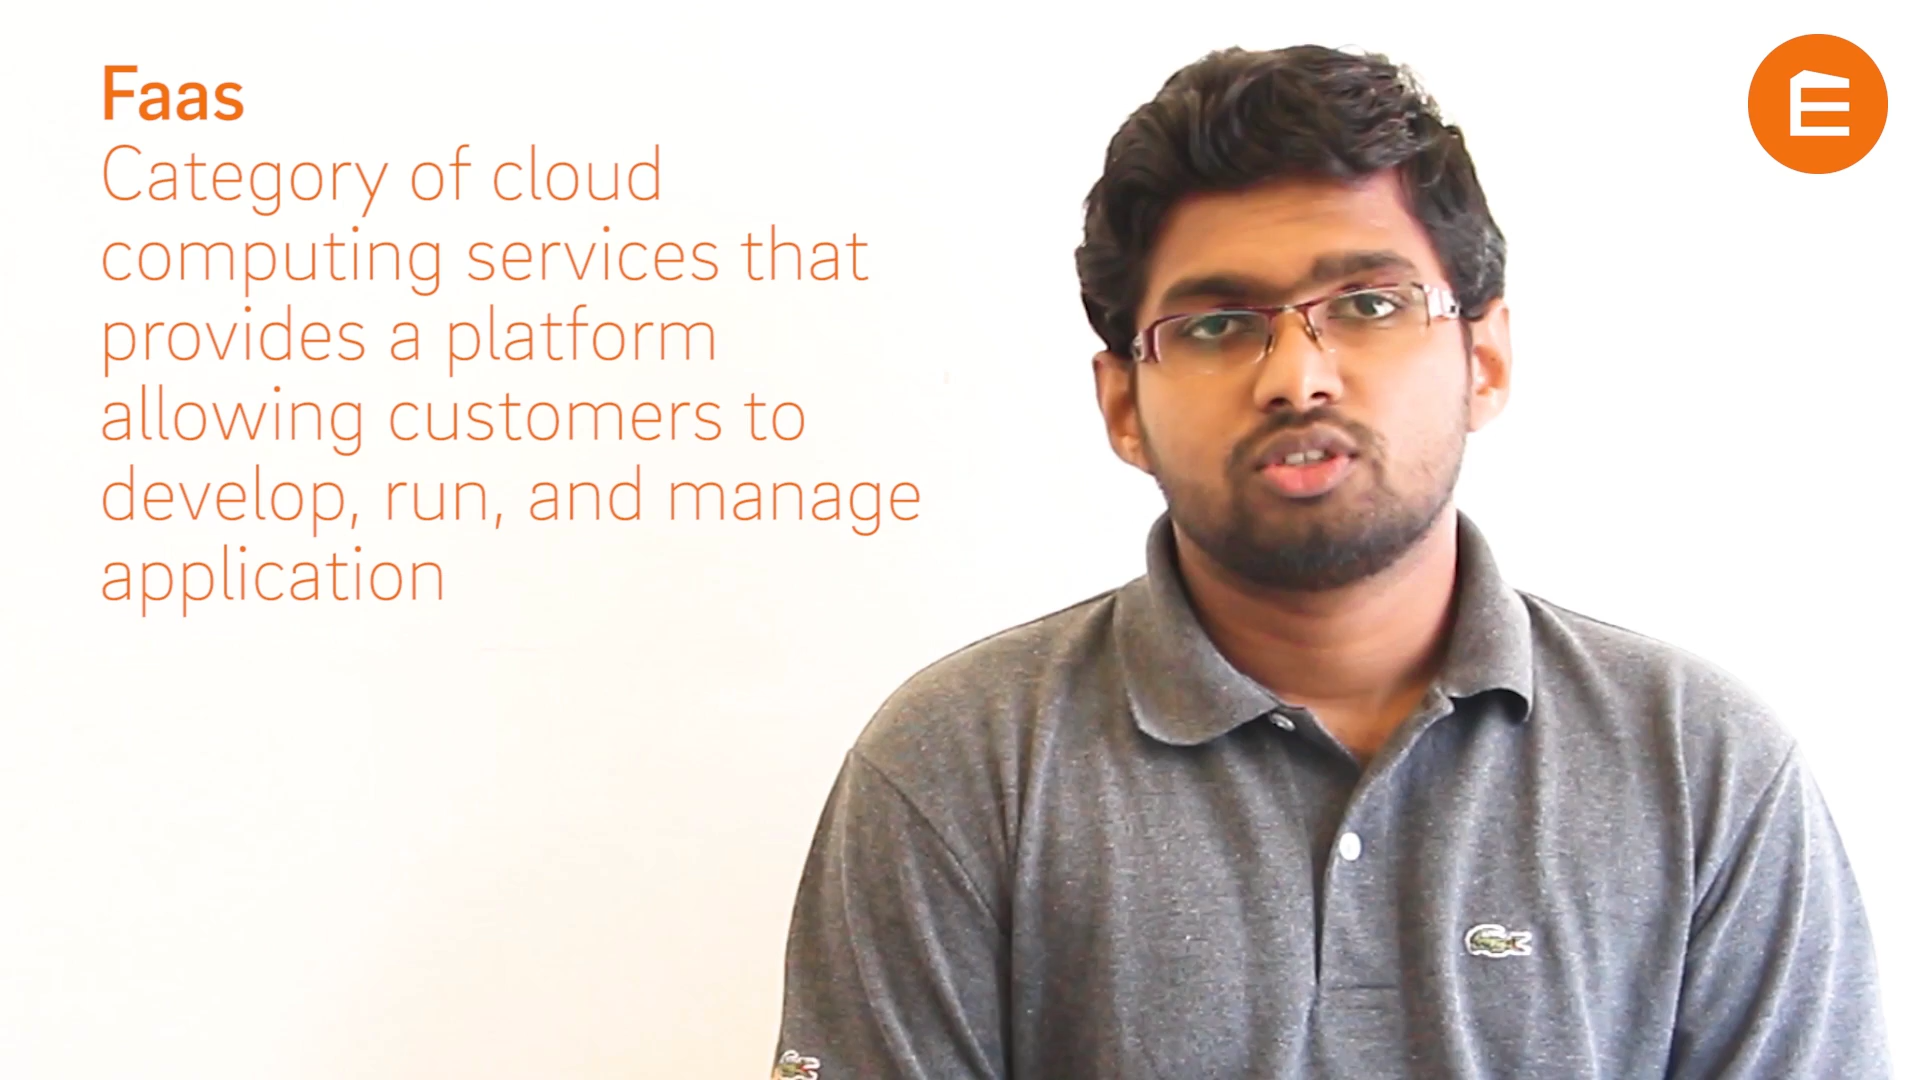 Faas
Category of cloud
computing services that
provides a platform
allowing customers to
develop, run, and manage
application